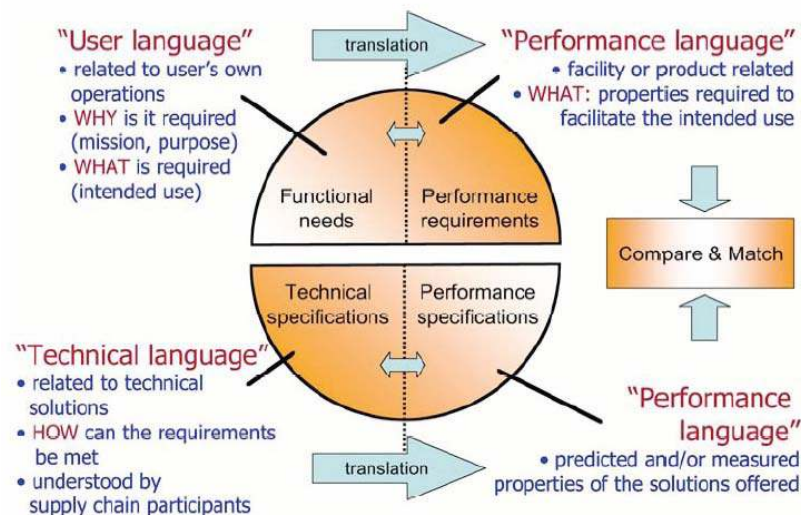 "User language"
• related to user's own
operations
• WHY is it required
(mission, purpose)
• WHAT is required
(intended use)
translation
"Performance language"
• facility or product related
• WHAT: properties required to
facilitate the intended use
Functional
needs
Performance
requirements
Compare & Match
Technical
specifications
Performance
specifications
"Technical language"
• related to technical
solutions
• HOW can the requirements
be met
• understood by
supply chain participants
translation
"Performance
language"
• predicted and/or measured
properties of the solutions offered